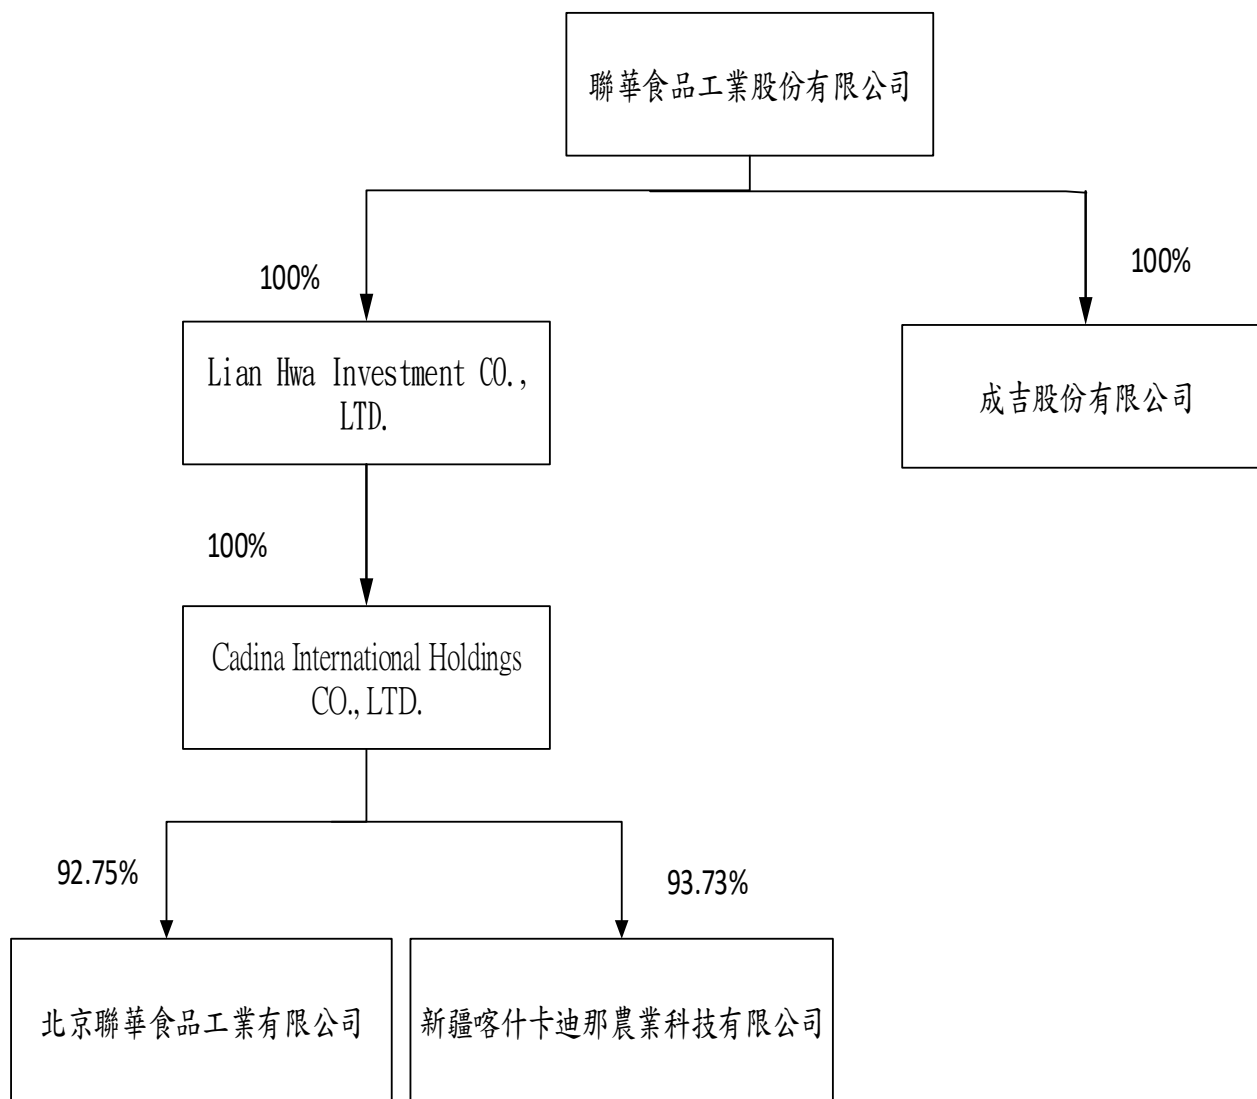 聯華食品工業股份有限公司
100%
100%
Lian Hwa Investment CO.,
LTD.
成吉股份有限公司
100%
Cadina International Holdings
CO.,LTD.
92.75%
93.73%
北京聯華食品工業有限公司
新疆喀什卡迪那農業科技有限公司